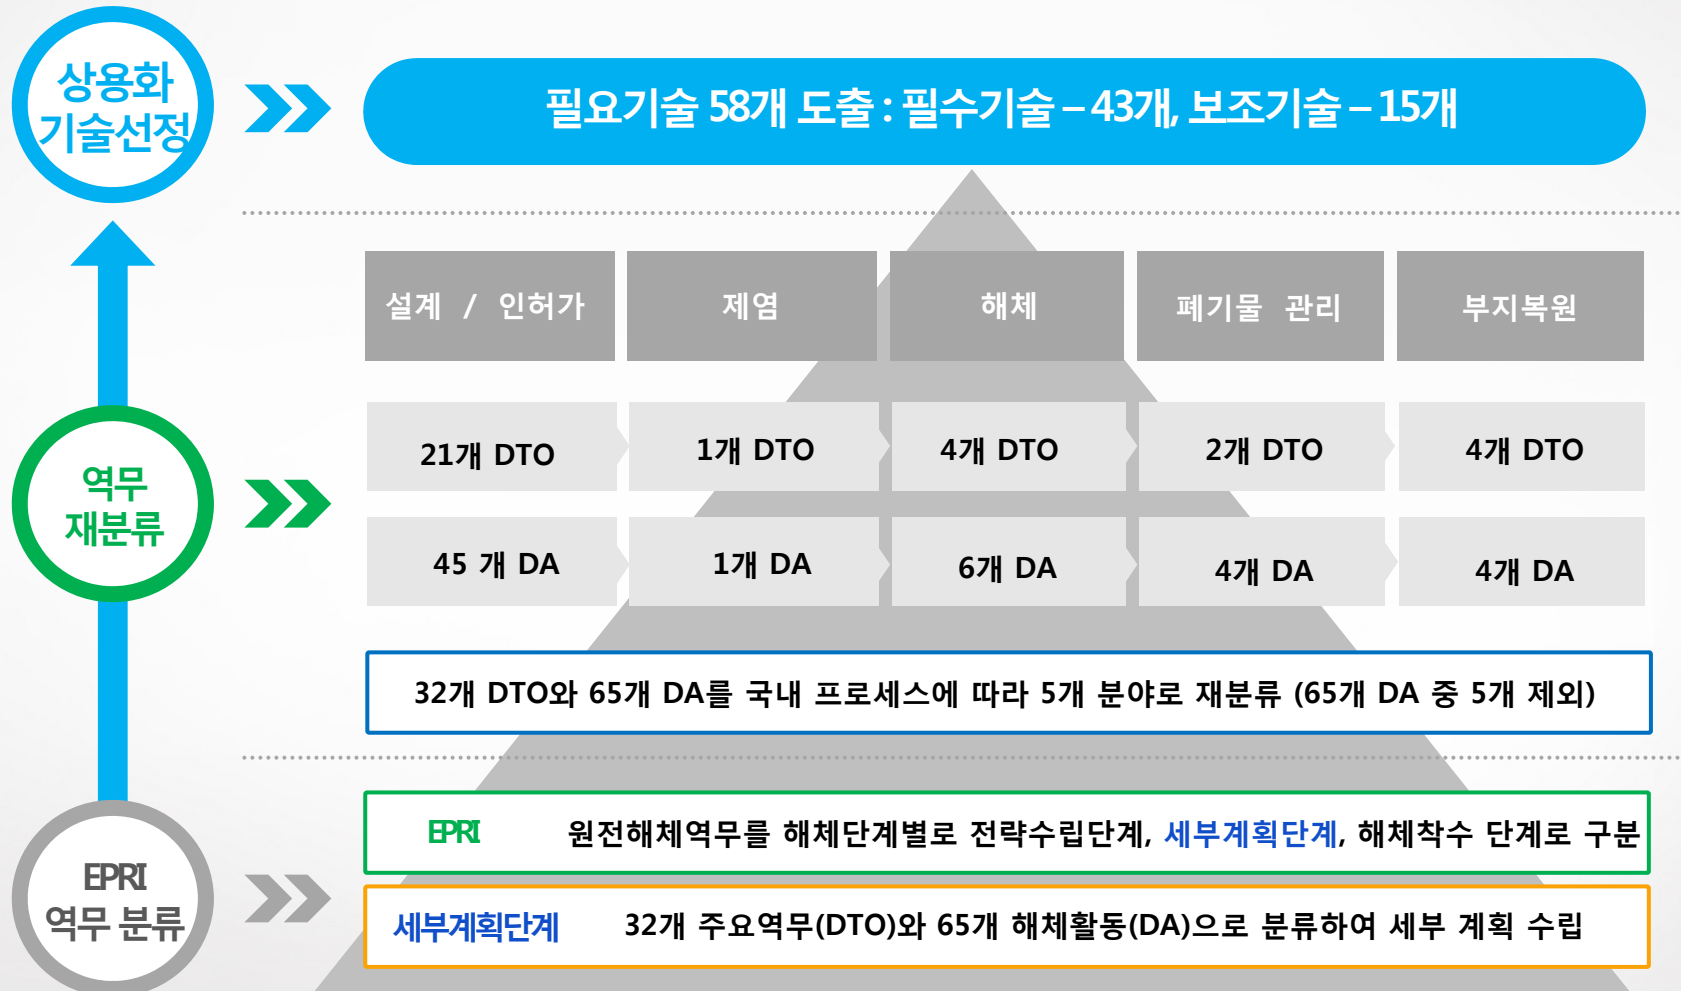 상용화
기술선정
필요기술 58개 도출 : 필수기술 – 43개, 보조기술 – 15개
설계 / 인허가
제염
해체
폐기물 관리
부지복원
21개 DTO
1개 DTO
4개 DTO
2개 DTO
4개 DTO
역무
재분류
45 개 DA
1개 DA
6개 DA
4개 DA
4개 DA
32개 DTO와 65개 DA를 국내 프로세스에 따라 5개 분야로 재분류 (65개 DA 중 5개 제외)
EPRI 원전해체역무를 해체단계별로 전략수립단계, 세부계획단계, 해체착수 단계로 구분
EPRI
역무 분류
세부계획단계 32개 주요역무(DTO)와 65개 해체활동(DA)으로 분류하여 세부 계획 수립